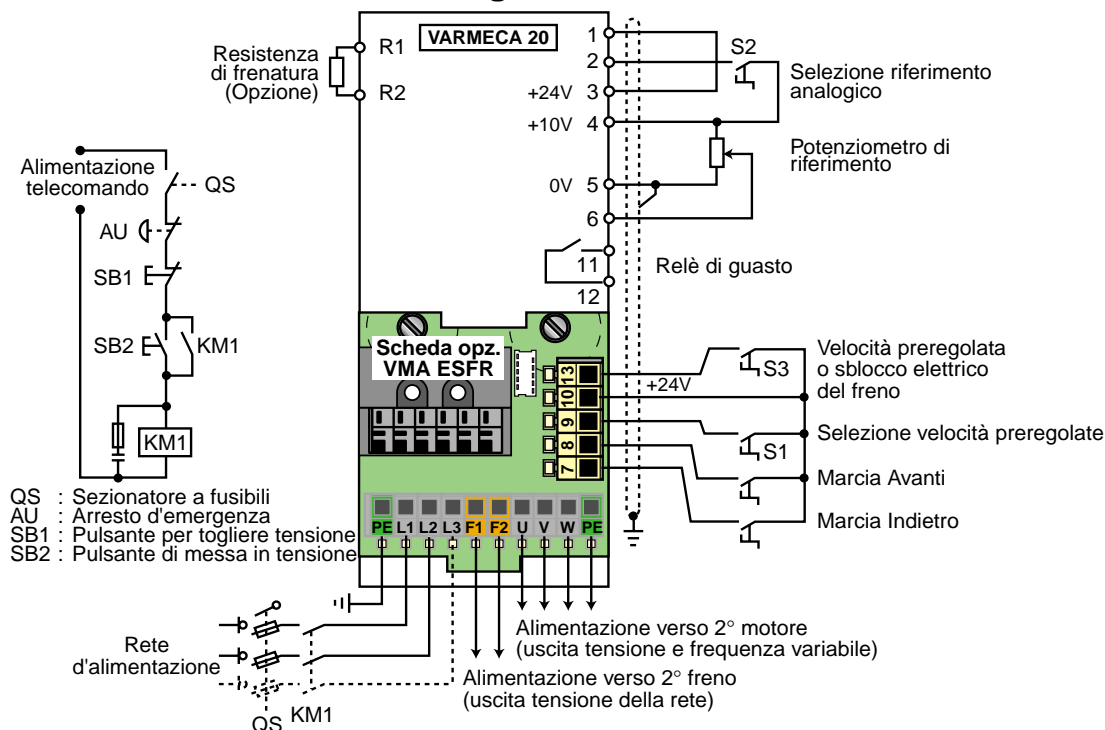 VARMECA 20
Resistenza
di frenatura
(Opzione)
R1
R2
1
2
+24V 3
+10V 4
0V 5
6
11
12
S2
Selezione riferimento
analogico
Potenziometro di
riferimento
Relè di guasto
Alimentazione
telecomando
QS
AU
SB1
SB2
KM1
KM1
QS : Sezionatore a fusibili
AU : Arresto d'emergenza
SB1 : Pulsante per togliere tensione
SB2 : Pulsante di messa in tensione
Scheda opz.
VMA ESFR
13
10
9
8
7
+24V
S3
Velocità preregolata
o sblocco elettrico
del freno
S1
Selezione velocità preregolate
Marcia Avanti
Marcia Indietro
PE L1 L2 L3 F1 F2 U V W PE
Alimentazione verso 2° motore
(uscita tensione e frequenza variabile)
Alimentazione verso 2° freno
(uscita tensione della rete)
Rete
d'alimentazione
QS
KM1